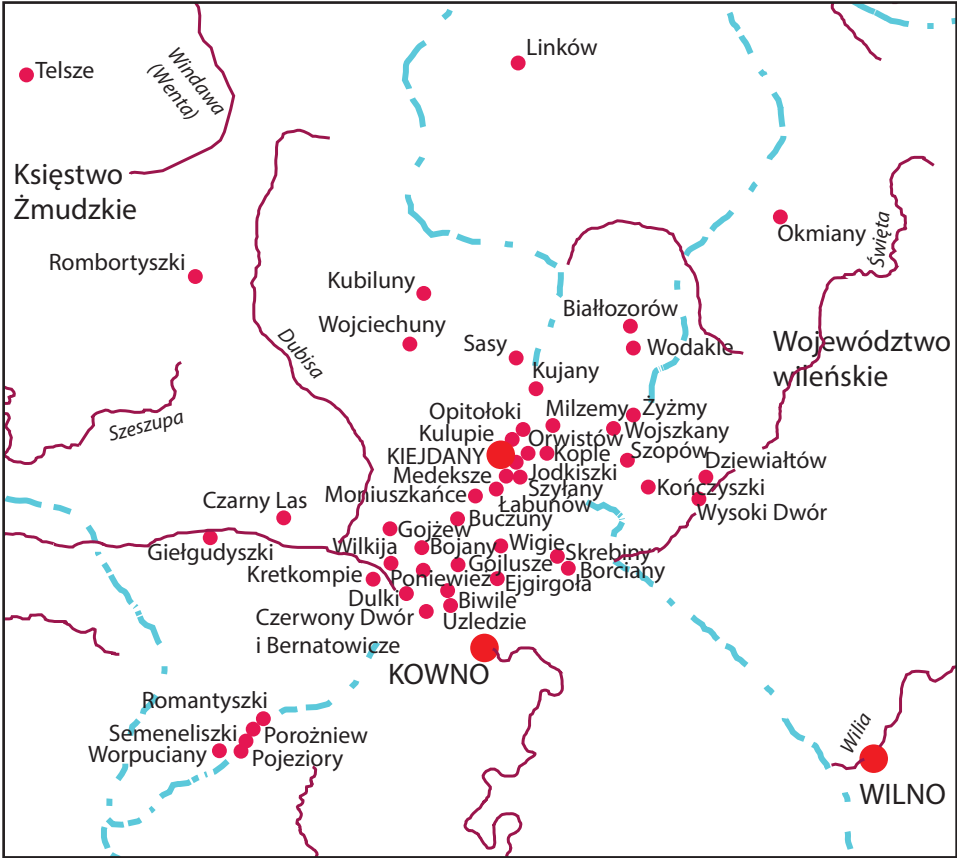 Linków
Telsze
Windawa
(Wenta)
Księstwo
Żmudzkie
Okmiany
Święta
Rombortyszki
Kubiluny
Białłozorów
Wojciechuny
Dubisa
Sasy
Wodakle
Województwo
wileńskie
Kujany
Szeszupa
Opitołoki
Milzemy
Żyżmy
Kulupie
Orwistów
Wojszkany
KIEJDANY
Kople
Szopów
Dziewiałtów
Medeksze
Jodkiszki
Moniuszkańce
Szyłany
Kończyszki
Czarny Las
Łabunów
Wysoki Dwór
Buczuny
Giełgudyszki
Gojżew
Wilkija
Bojany
Wigie
Skrebiny
Kretkompie
Poniewież
Gojlusze
Borciany
Ejgirgoła
Dulki
Biwile
Czerwony Dwór
i Bernatowicze
Uzledzie
KOWNO
Romantyszki
Semeneliszki
Porożniew
Worpuciany
Pojeziory
Wilia
WILNO